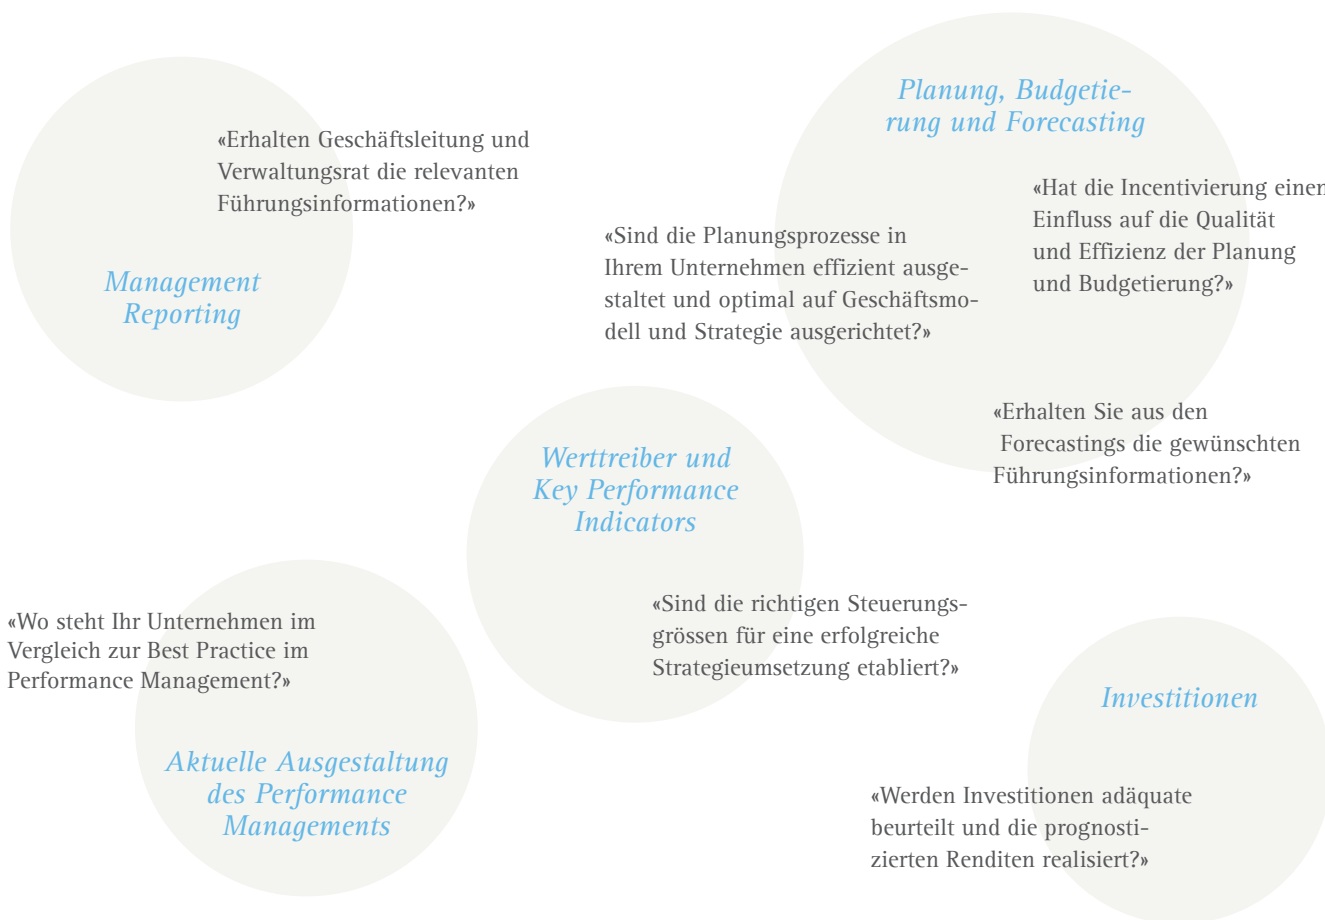 «Erhalten Geschäftsleitung und
Verwaltungsrat die relevanten
Führungsinformationen?»
Management
Reporting
Planung, Budgetie-
rung und Forecasting
«Hat die Incentivierung einen
Einfluss auf die Qualität
und Effizienz der Planung
und Budgetierung?»
«Sind die Planungsprozesse in
Ihrem Unternehmen effizient ausge-
staltet und optimal auf Geschäftsmo-
dell und Strategie ausgerichtet?»
«Erhalten Sie aus den
Forecastings die gewünschten
Führungsinformationen?»
Werttreiber und
Key Performance
Indicators
«Sind die richtigen Steuerungs-
grössen für eine erfolgreiche
Strategieumsetzung etabliert?»
«Wo steht Ihr Unternehmen im
Vergleich zur Best Practice im
Performance Management?»
Aktuelle Ausgestaltung
des Performance
Managements
Investitionen
«Werden Investitionen adäquate
beurteilt und die prognosti-
zierten Renditen realisiert?»